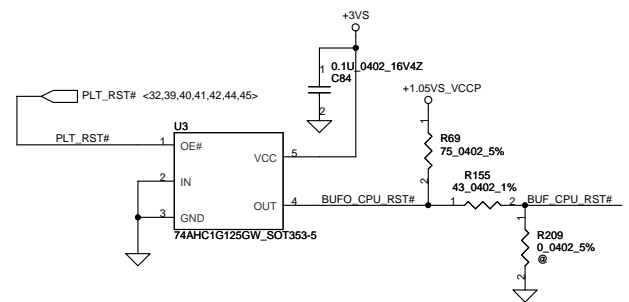 +3VS
1
0.1U_0402_16V4Z
C84
2
PLT_RST# <32,39,40,41,42,44,45>
+1.05VS_VCCP
U3
PLT_RST#
1
OE#
VCC
5
1
R69
75_0402_5%
2
2
IN
R155
43_0402_1%
OUT
4
BUFO_CPU_RST#
1
2
BUF_CPU_RST#
3
GND
74AHC1G125GW_SOT353-5
1
R209
0_0402_5%
@
2